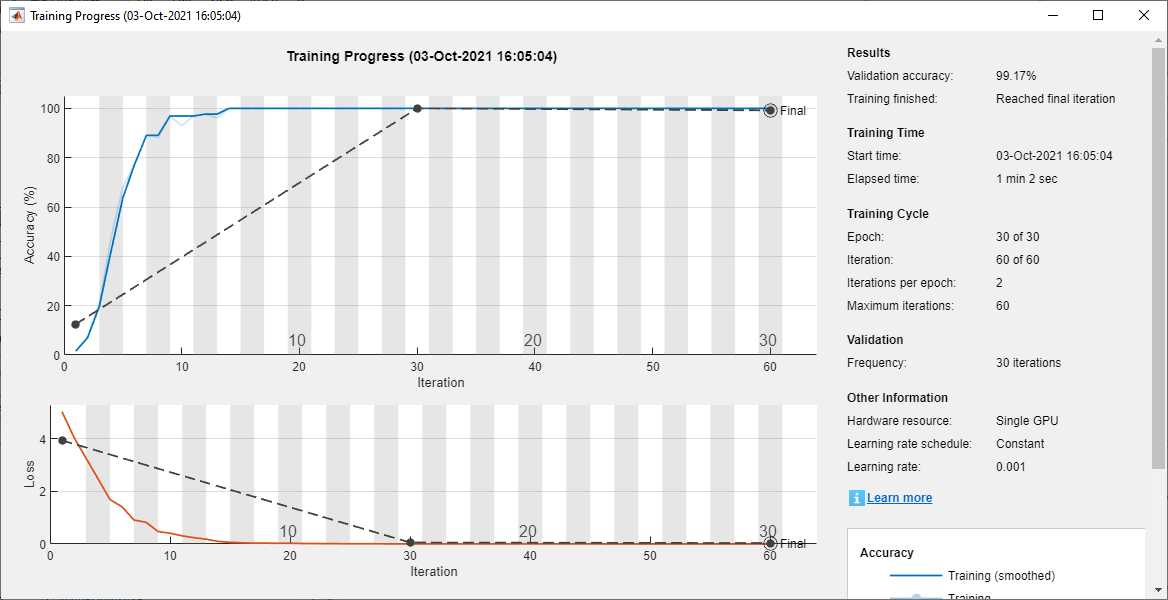 Training Progress (03-Oct-2021 16:05:04)
Training Progress (03-Oct-2021 16:05:04)
Accuracy (%)
100
80
60
40
20
0
10 20 30
Final
0 10 20 30 40 50 60
Iteration
Loss
4
2
0
10 20 30
Final
0 10 20 30 40 50 60
Iteration
Results
Validation accuracy: 99.17%
Training finished: Reached final iteration
Training Time
Start time: 03-Oct-2021 16:05:04
Elapsed time: 1 min 2 sec
Training Cycle
Epoch: 30 of 30
Iteration: 60 of 60
Iterations per epoch: 2
Maximum iterations: 60
Validation
Frequency: 30 iterations
Other Information
Hardware resource: Single GPU
Learning rate schedule: Constant
Learning rate: 0.001
i Learn more
Accuracy
Training (smoothed)
Training